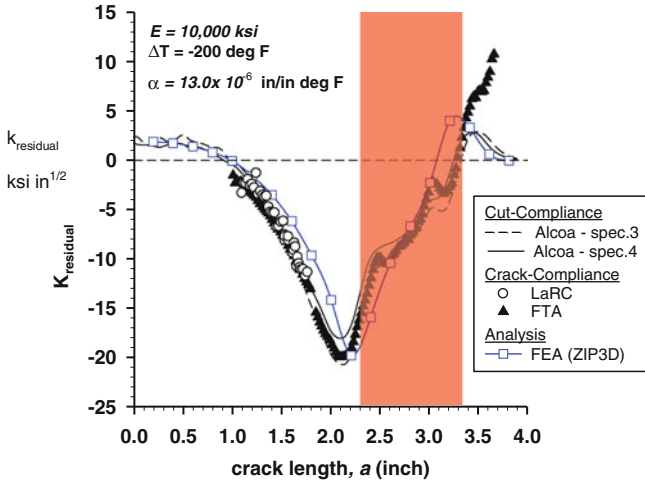 E = 10,000 ksi
ΔT = -200 deg F
α = 13.0x 10⁻⁶ in/in deg F
k residual
ksi in^1/2
K residual
15
10
5
0
-5
-10
-15
-20
-25
0.0 0.5 1.0 1.5 2.0 2.5 3.0 3.5 4.0
crack length, a (inch)
Cut-Compliance
Alcoa - spec.3
Alcoa - spec.4
Crack-Compliance
LaRC
FTA
Analysis
FEA (ZIP3D)